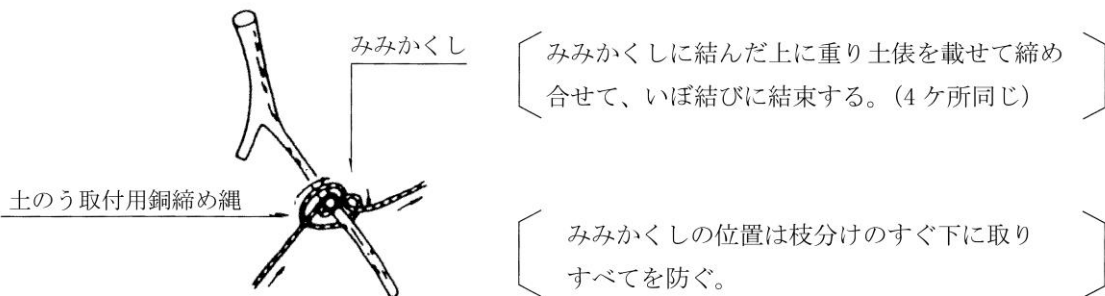 みみかくし
みみかくしに結んだ上に重り土俵を載せて締め
合せて、いぼ結びに結束する。（4ケ所同じ）
土のう取付用銅締め縄
みみかくしの位置は枝分けのすぐ下に取り
すべてを防ぐ。